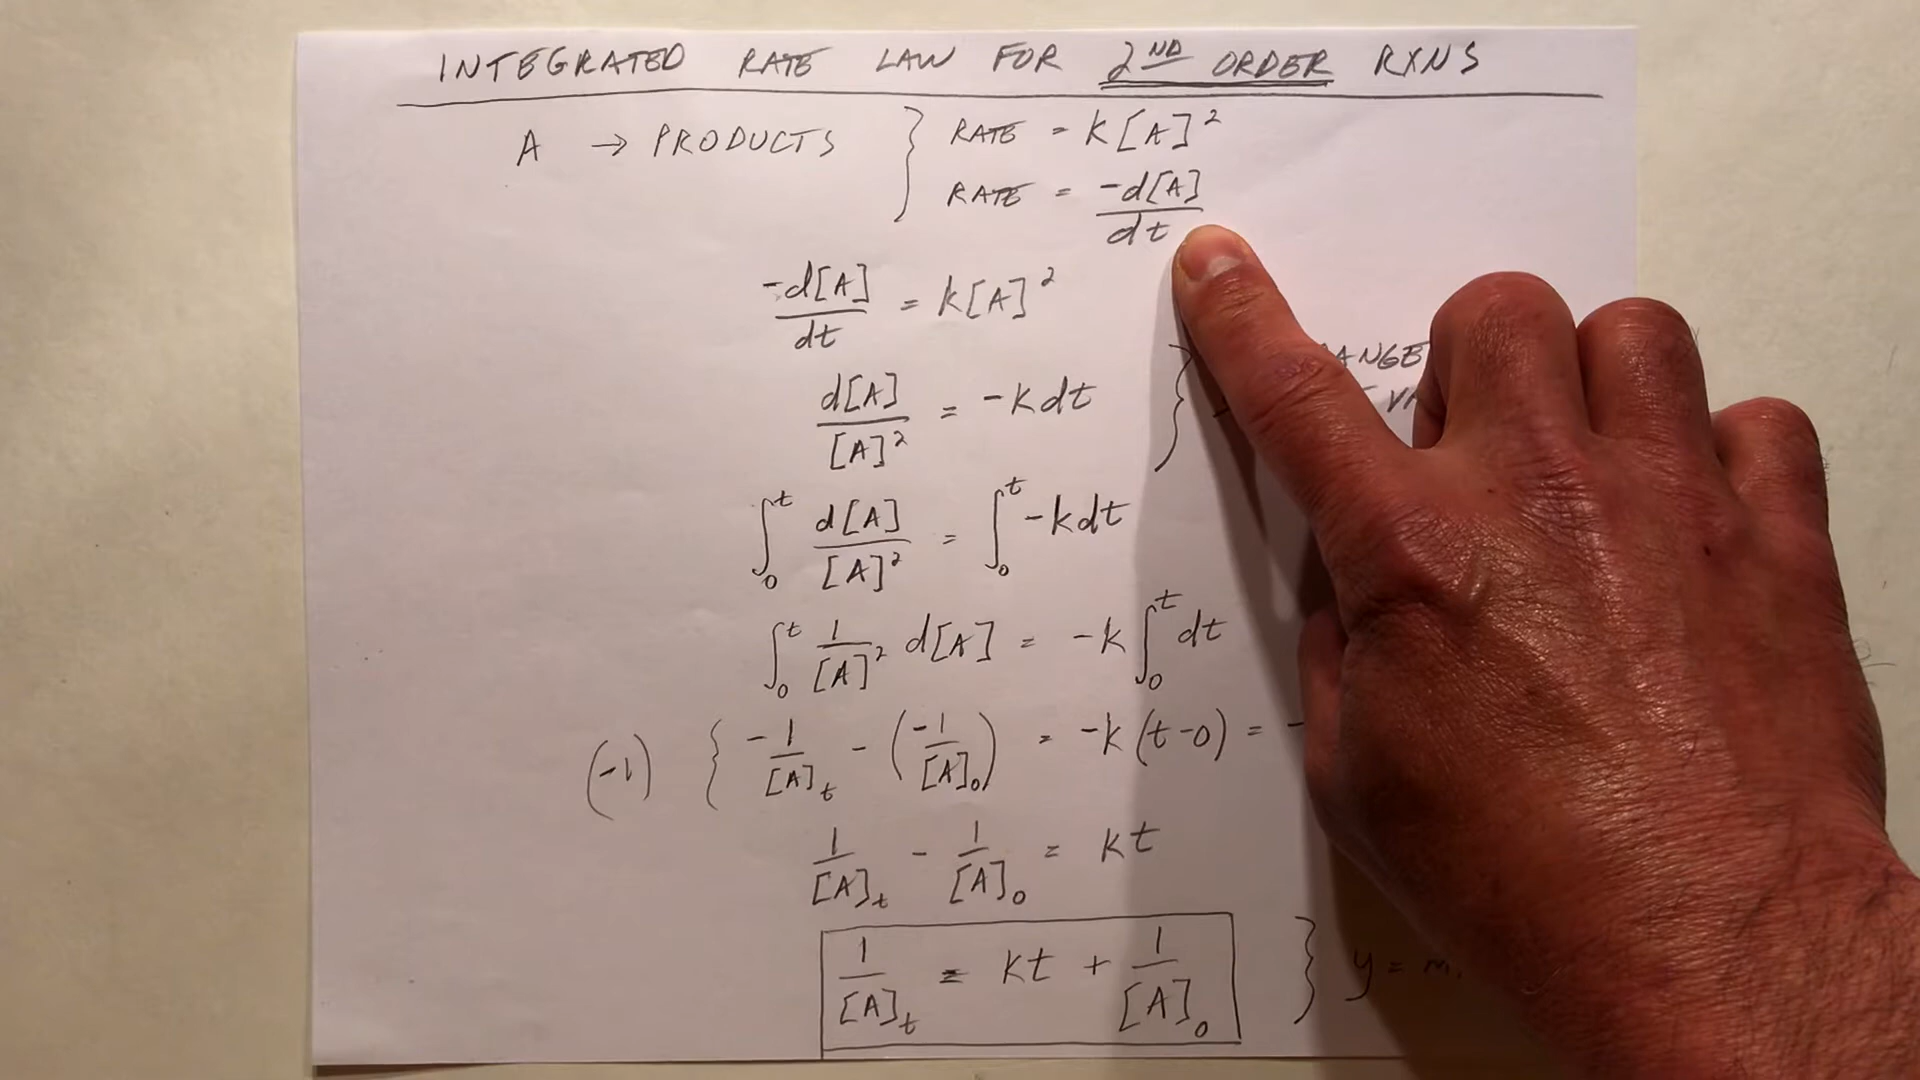 INTEGRATED RATE LAW FOR 2ND ORDER RXNS
A → PRODUCTS } RATE = k[A]²
RATE = -d[A]/dt
-d[A]/dt = k[A]²
d[A]/[A]² = -kdt }
∫₀ᵗ d[A]/[A]² = ∫₀ᵗ -kdt
∫₀ᵗ 1/[A]² d[A] = -k ∫₀ᵗ dt
(-1) { -1/[A]ₜ - (-1/[A]₀) = -k(t-0) = -
1/[A]ₜ - 1/[A]₀ = kt
1/[A]ₜ = kt + 1/[A]₀ } y = m